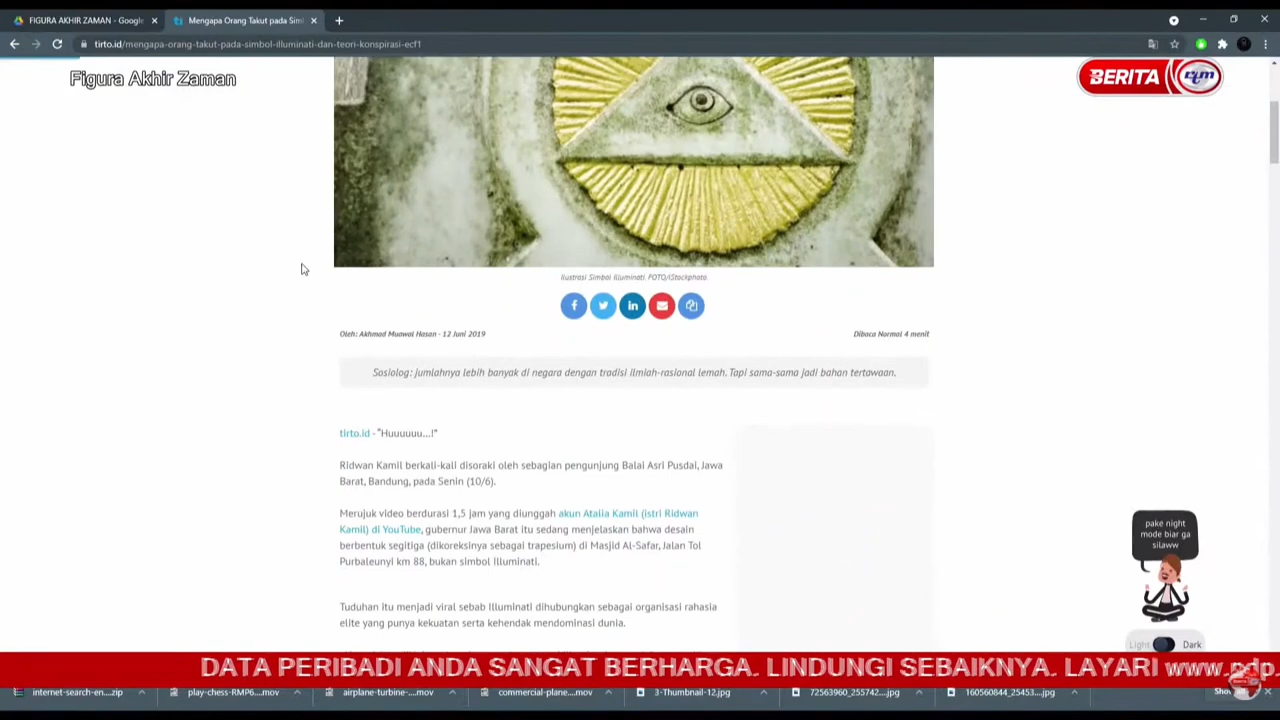 FIGURA AKHIR ZAMAN - Google
Mengapa Orang Takut pada Simb
tirto.id/mengapa-orang-takut-pada-simbol-illuminati-dan-teori-konspirasi-ecf1
Figura Akhir Zaman
BERITA rtm
Ilustrasi Simbol Illuminati. FOTO/iStockphoto.
Oleh: Akhmad Muawal Hasan - 12 Juni 2019
Dibaca Normal 4 menit
Sosiolog: jumlahnya lebih banyak di negara dengan tradisi ilmiah-rasional lemah. Tapi sama-sama jadi bahan tertawaan.
tirto.id - "Huuuuuu...!"
Ridwan Kamil berkali-kali disoraki oleh sebagian pengunjung Balai Asri Pusdai, Jawa
Barat, Bandung, pada Senin (10/6).
Merujuk video berdurasi 1,5 jam yang diunggah akun Atalia Kamil (istri Ridwan
Kamil) di YouTube, gubernur Jawa Barat itu sedang menjelaskan bahwa desain
berbentuk segitiga (dikoreksinya sebagai trapesium) di Masjid Al-Safar, Jalan Tol
Purbaleunyi km 88, bukan simbol Illuminati.
Tuduhan itu menjadi viral sebab Illuminati dihubungkan sebagai organisasi rahasia
elite yang punya kekuatan serta kehendak mendominasi dunia.
pake night
mode biar ga
silaww
Light Dark
DATA PERIBADI ANDA SANGAT BERHARGA. LINDUNGI SEBAIKNYA. LAYARI www.pdp.
internet-search-en....zip
play-chess-RMP6....mov
airplane-turbine-....mov
commercial-plane....mov
3-Thumbnail-12.jpg
72563960_255742...jpg
160560844_25453...jpg